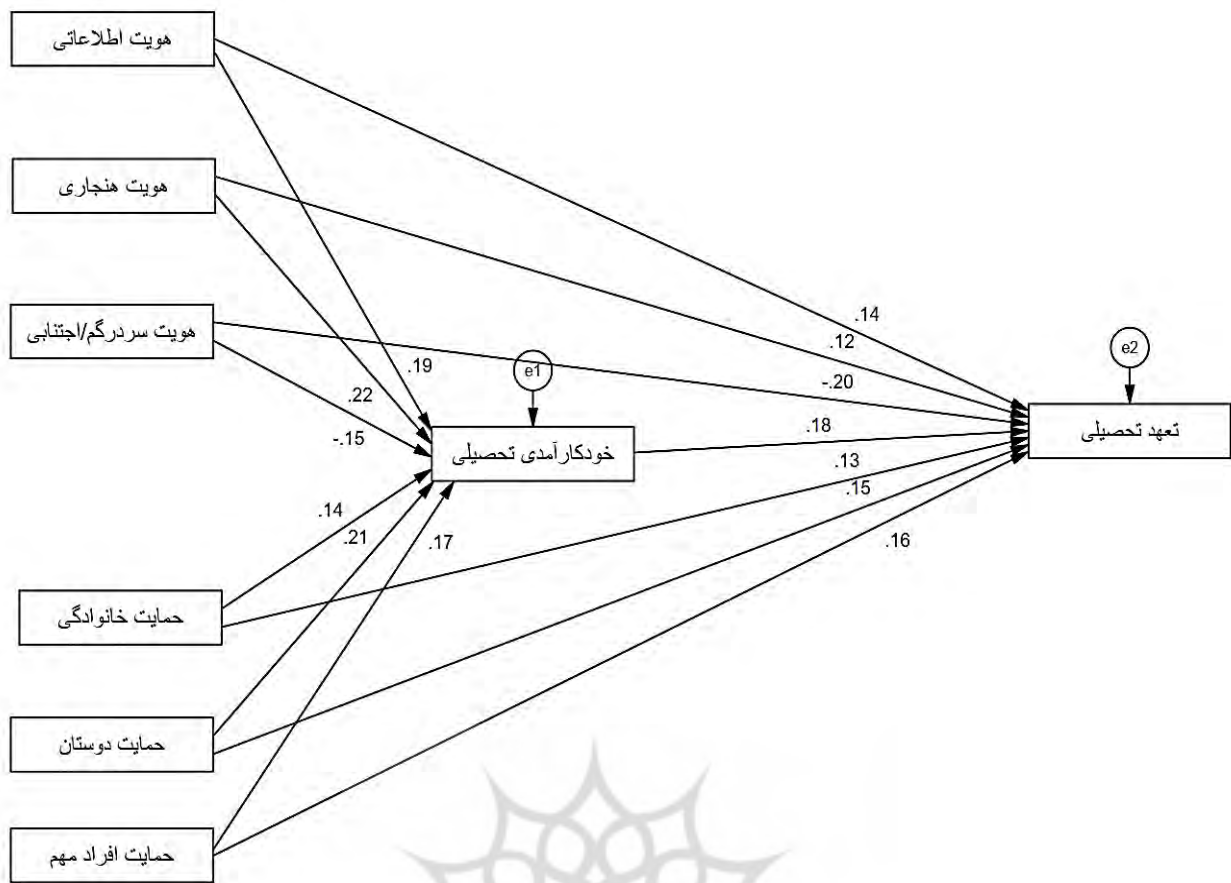 هویت اطلاعاتی
هویت هنجاری
هویت سردرگم/اجتنابی
.14
.12
-.20
e2
.19
e1
.22
-.15
خودکارآمدی تحصیلی
.18
تعهد تحصیلی
.13
.15
.14
.21
.17
.16
حمایت خانوادگی
حمایت دوستان
حمایت افراد مهم